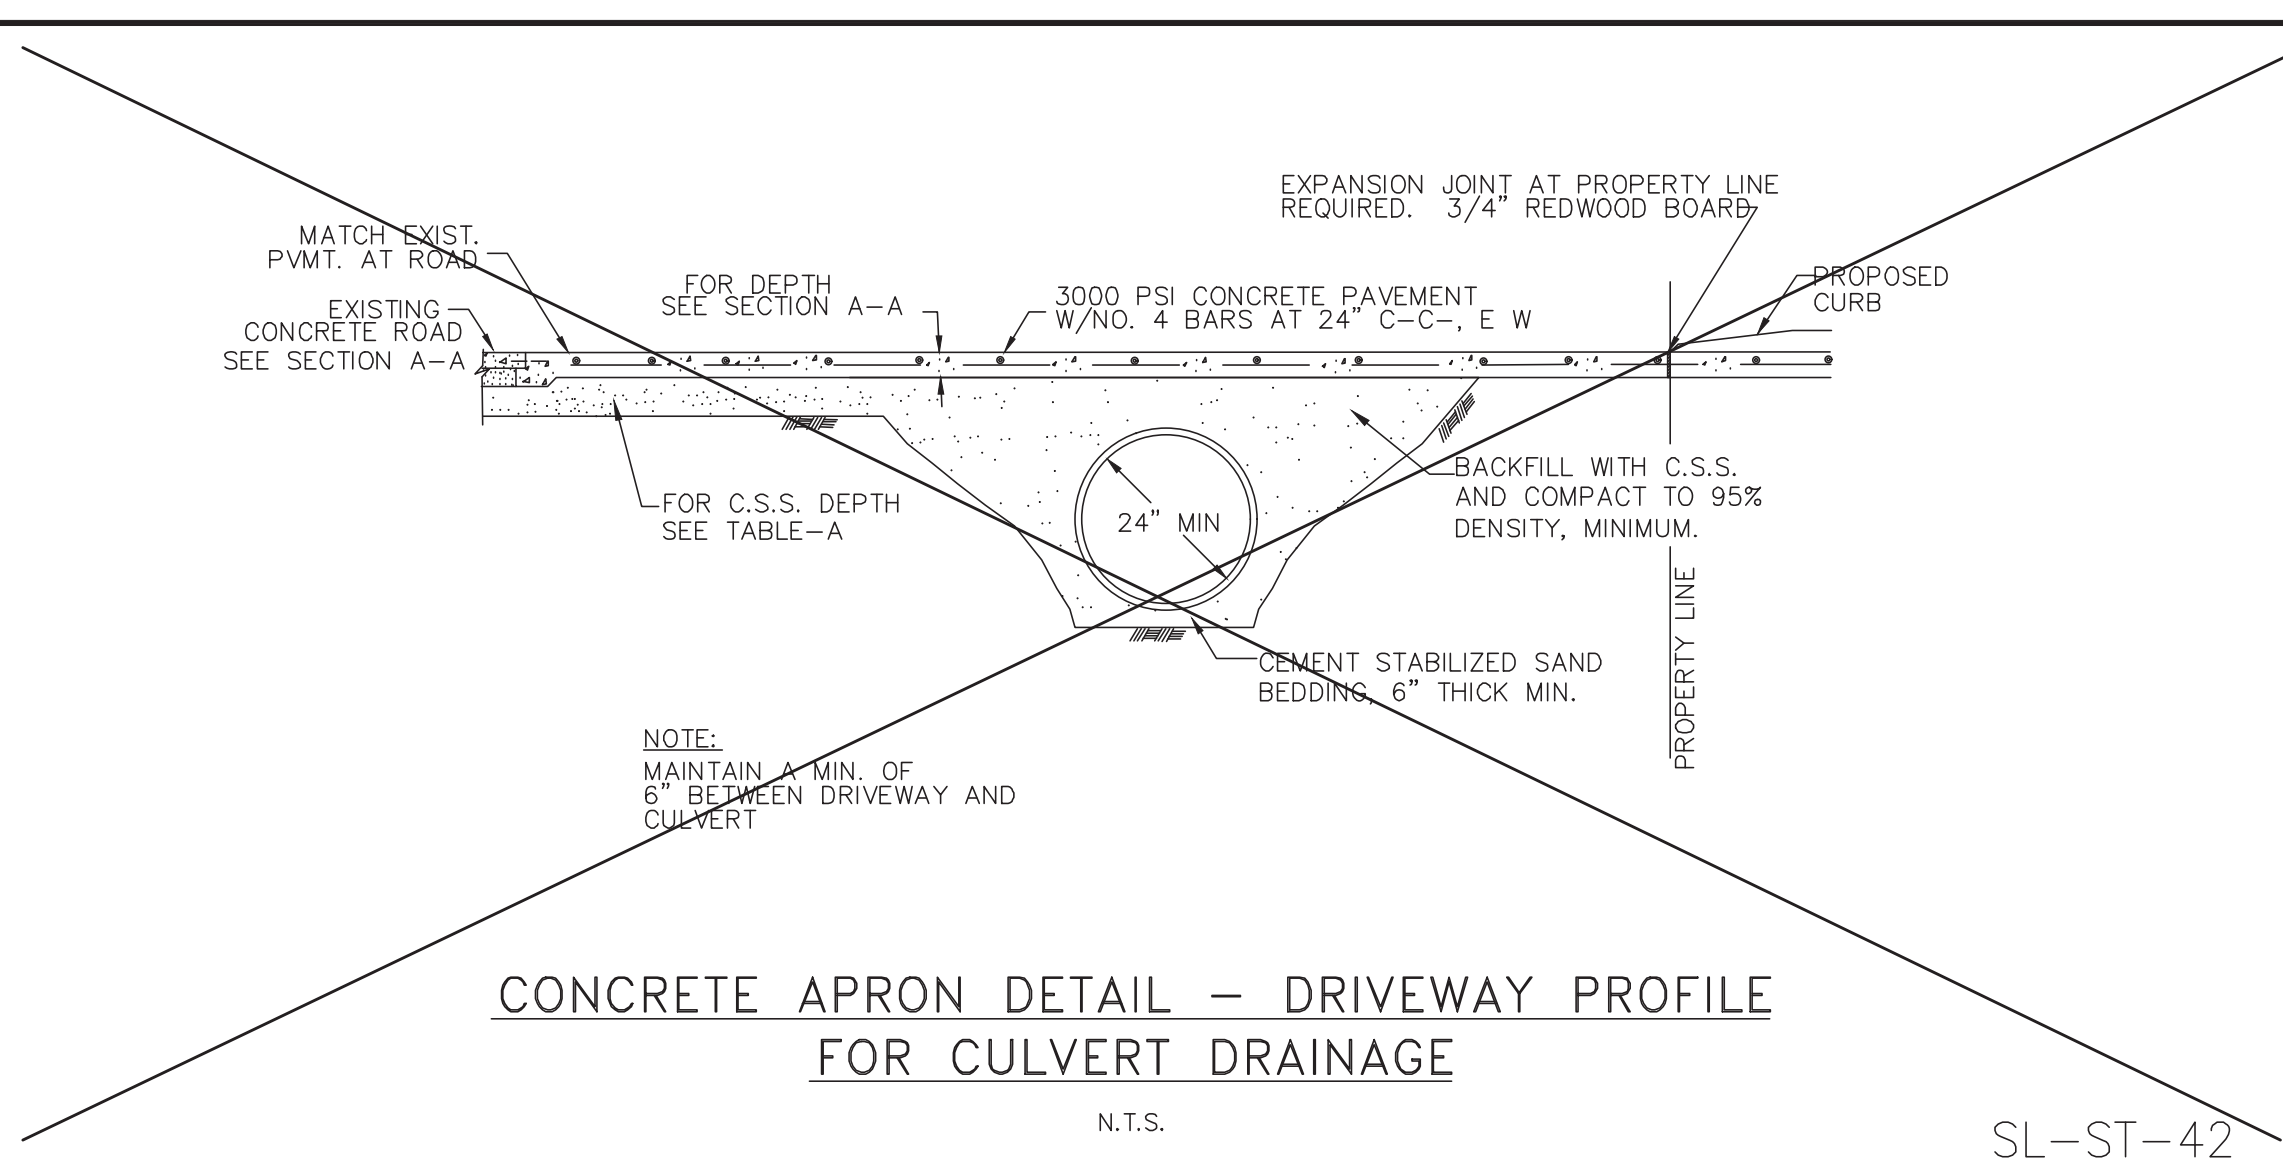 EXPANSION JOINT AT PROPERTY LINE
REQUIRED. 3/4" REDWOOD BOARD
MATCH EXIST.
PVMT. AT ROAD
FOR DEPTH
SEE SECTION A-A
3000 PSI CONCRETE PAVEMENT
W/NO. 4 BARS AT 24" C-C-, E W
PROPOSED
CURB
EXISTING
CONCRETE ROAD
SEE SECTION A-A
BACKFILL WITH C.S.S.
AND COMPACT TO 95%
DENSITY, MINIMUM.
FOR C.S.S. DEPTH
SEE TABLE-A
24" MIN
PROPERTY LINE
CEMENT STABILIZED SAND
BEDDING, 6" THICK MIN.
NOTE:
MAINTAIN A MIN. OF
6" BETWEEN DRIVEWAY AND
CULVERT
CONCRETE APRON DETAIL - DRIVEWAY PROFILE
FOR CULVERT DRAINAGE
N.T.S.
SL-ST-42